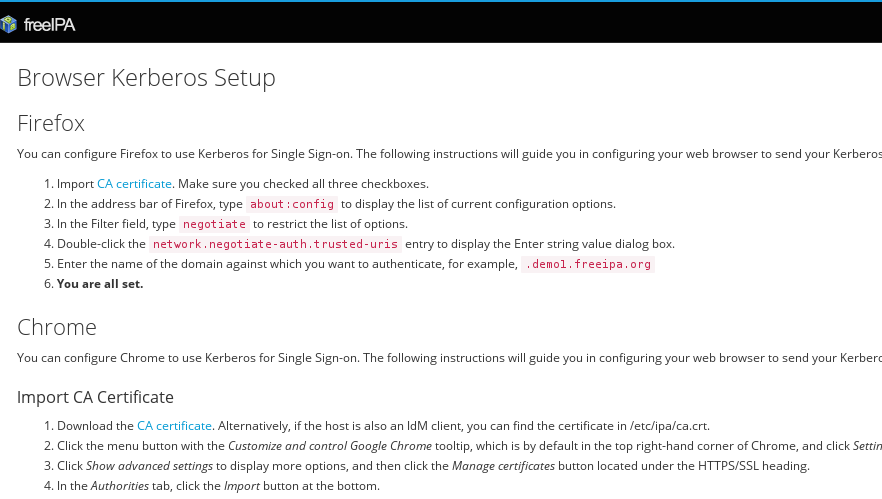 freeIPA
Browser Kerberos Setup
Firefox
You can configure Firefox to use Kerberos for Single Sign-on. The following instructions will guide you in configuring your web browser to send your Kerberos
1. Import CA certificate. Make sure you checked all three checkboxes.
2. In the address bar of Firefox, type about:config to display the list of current configuration options.
3. In the Filter field, type negotiate to restrict the list of options.
4. Double-click the network.negotiate-auth.trusted-uris entry to display the Enter string value dialog box.
5. Enter the name of the domain against which you want to authenticate, for example, .demo1.freeipa.org
6. You are all set.
Chrome
You can configure Chrome to use Kerberos for Single Sign-on. The following instructions will guide you in configuring your web browser to send your Kerbero
Import CA Certificate
1. Download the CA certificate. Alternatively, if the host is also an IdM client, you can find the certificate in /etc/ipa/ca.crt.
2. Click the menu button with the Customize and control Google Chrome tooltip, which is by default in the top right-hand corner of Chrome, and click Settin
3. Click Show advanced settings to display more options, and then click the Manage certificates button located under the HTTPS/SSL heading.
4. In the Authorities tab, click the Import button at the bottom.